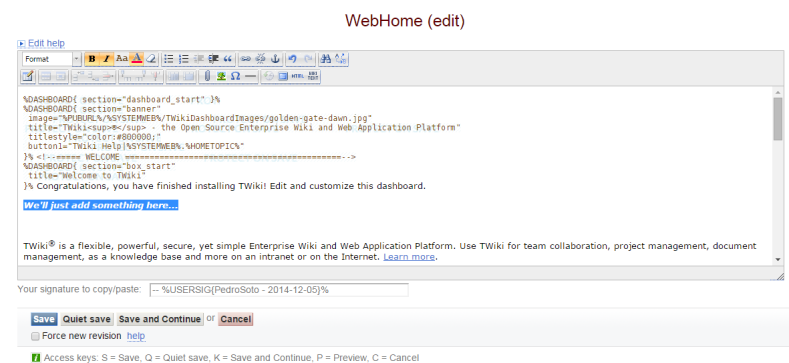 WebHome (edit)
Edit help
Format B I Aa A
HTML
%DASHBOARD{ section="dashboard_start" }%
%DASHBOARD{ section="banner"
image="%PUBURL%/%SYSTEMWEB%/TWikiDashboardImages/golden-gate-dawn.jpg"
title="TWiki<sup>®</sup> - the Open Source Enterprise Wiki and Web Application Platform"
titlestyle="color:#800000;"
button1="TWiki Help|%SYSTEMWEB%.%HOMETOPIC%"
}% <!--===== WELCOME ============================================-->
%DASHBOARD{ section="box_start"
title="Welcome to TWiki"
}% Congratulations, you have finished installing TWiki! Edit and customize this dashboard.
We'll just add something here...
TWiki® is a flexible, powerful, secure, yet simple Enterprise Wiki and Web Application Platform. Use TWiki for team collaboration, project management, document
management, as a knowledge base and more on an intranet or on the Internet. Learn more.
Your signature to copy/paste: -- %USERSIG{PedroSoto - 2014-12-05}%
Save Quiet save Save and Continue or Cancel
Force new revision help
Access keys: S = Save, Q = Quiet save, K = Save and Continue, P = Preview, C = Cancel